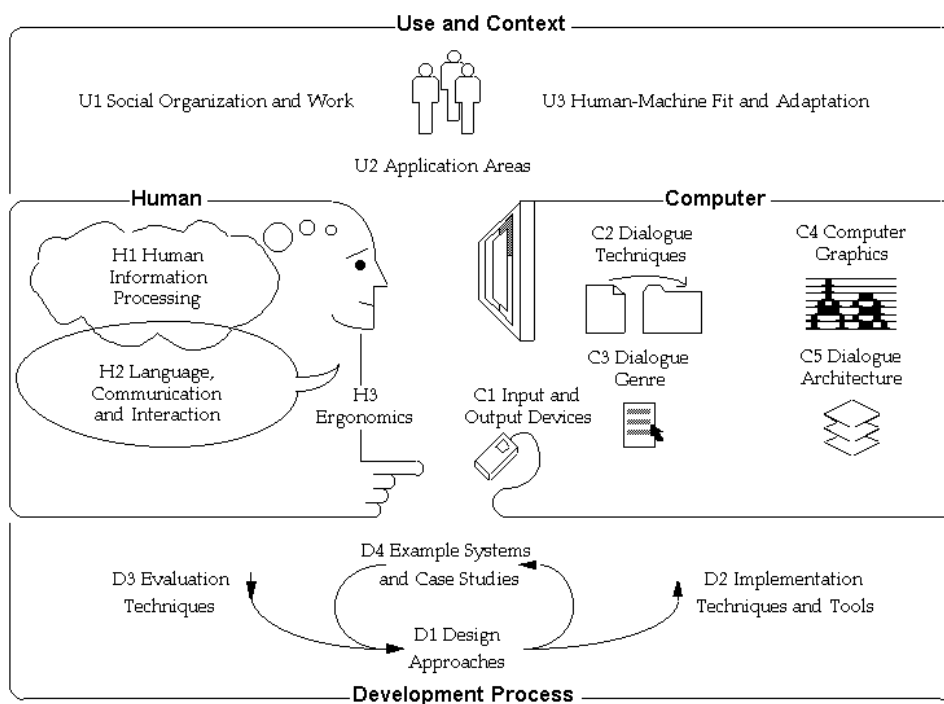 Use and Context
U1 Social Organization and Work
U3 Human-Machine Fit and Adaptation
U2 Application Areas
Human
H1 Human
Information
Processing
H2 Language,
Communication
and Interaction
H3
Ergonomics
Computer
C2 Dialogue
Techniques
C4 Computer
Graphics
C3 Dialogue
Genre
C5 Dialogue
Architecture
C1 Input and
Output Devices
D4 Example Systems
and Case Studies
D3 Evaluation
Techniques
D2 Implementation
Techniques and Tools
D1 Design
Approaches
Development Process